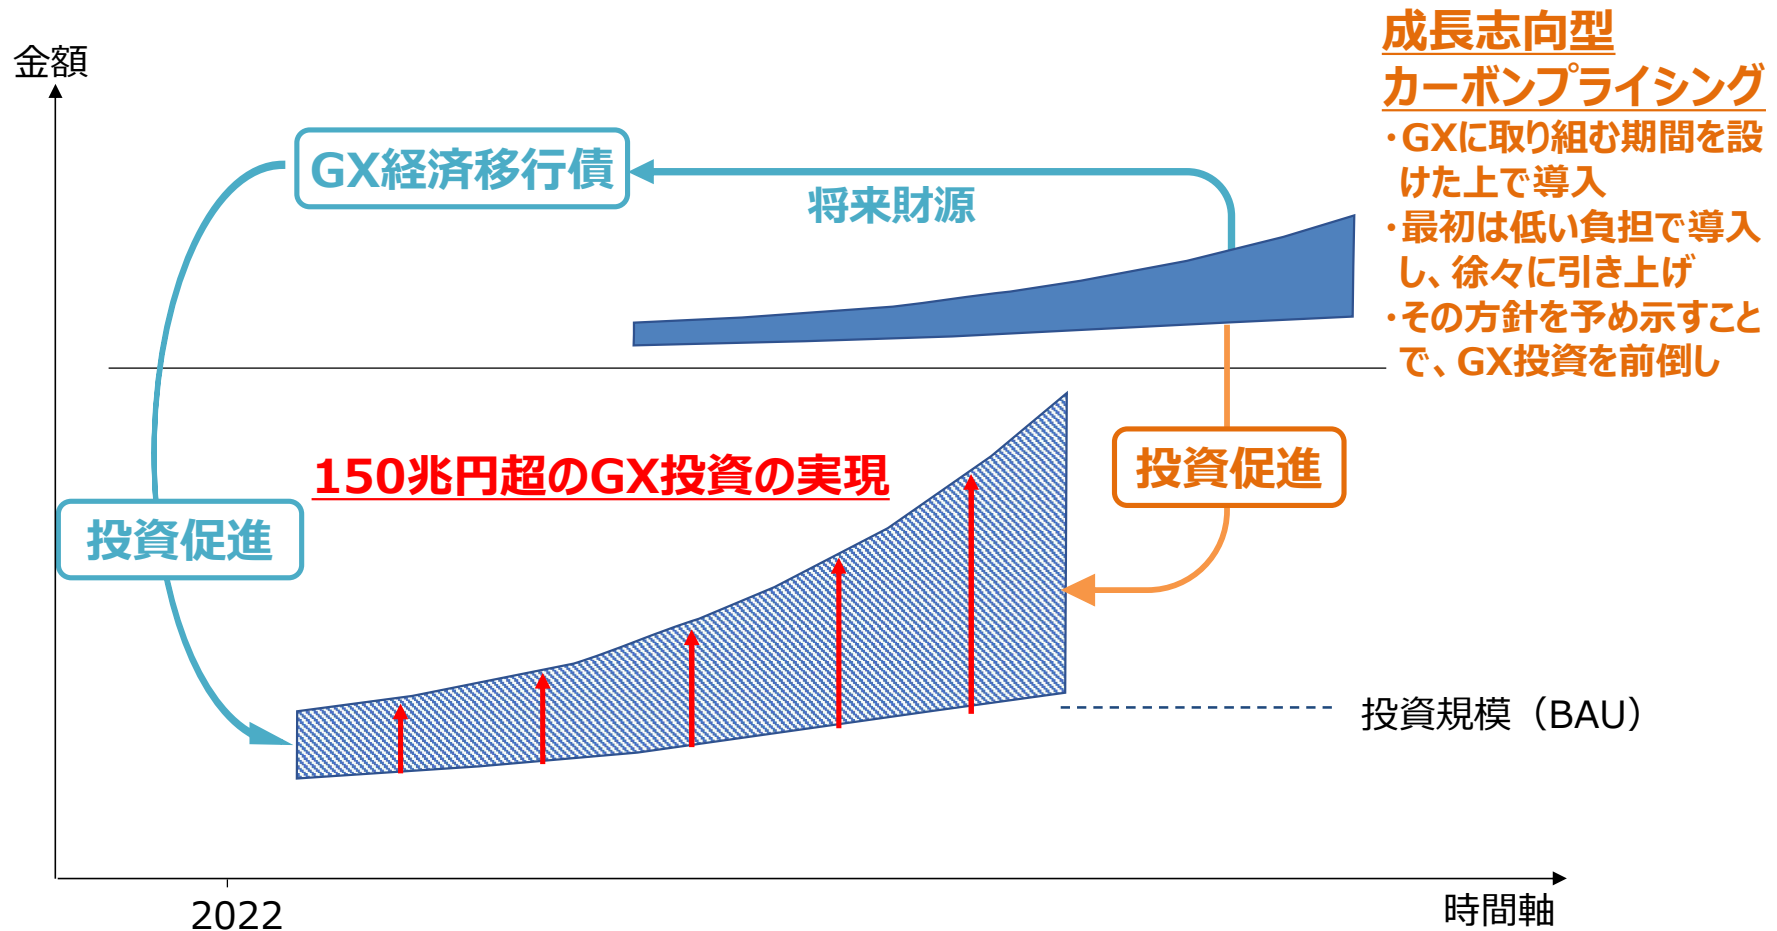 金額
成長志向型
カーボンプライシング
・GXに取り組む期間を設
けた上で導入
・最初は低い負担で導入
し、徐々に引き上げ
・その方針を予め示すこと
で、GX投資を前倒し
GX経済移行債
将来財源
150兆円超のGX投資の実現
投資促進
投資促進
投資規模（BAU）
2022
時間軸